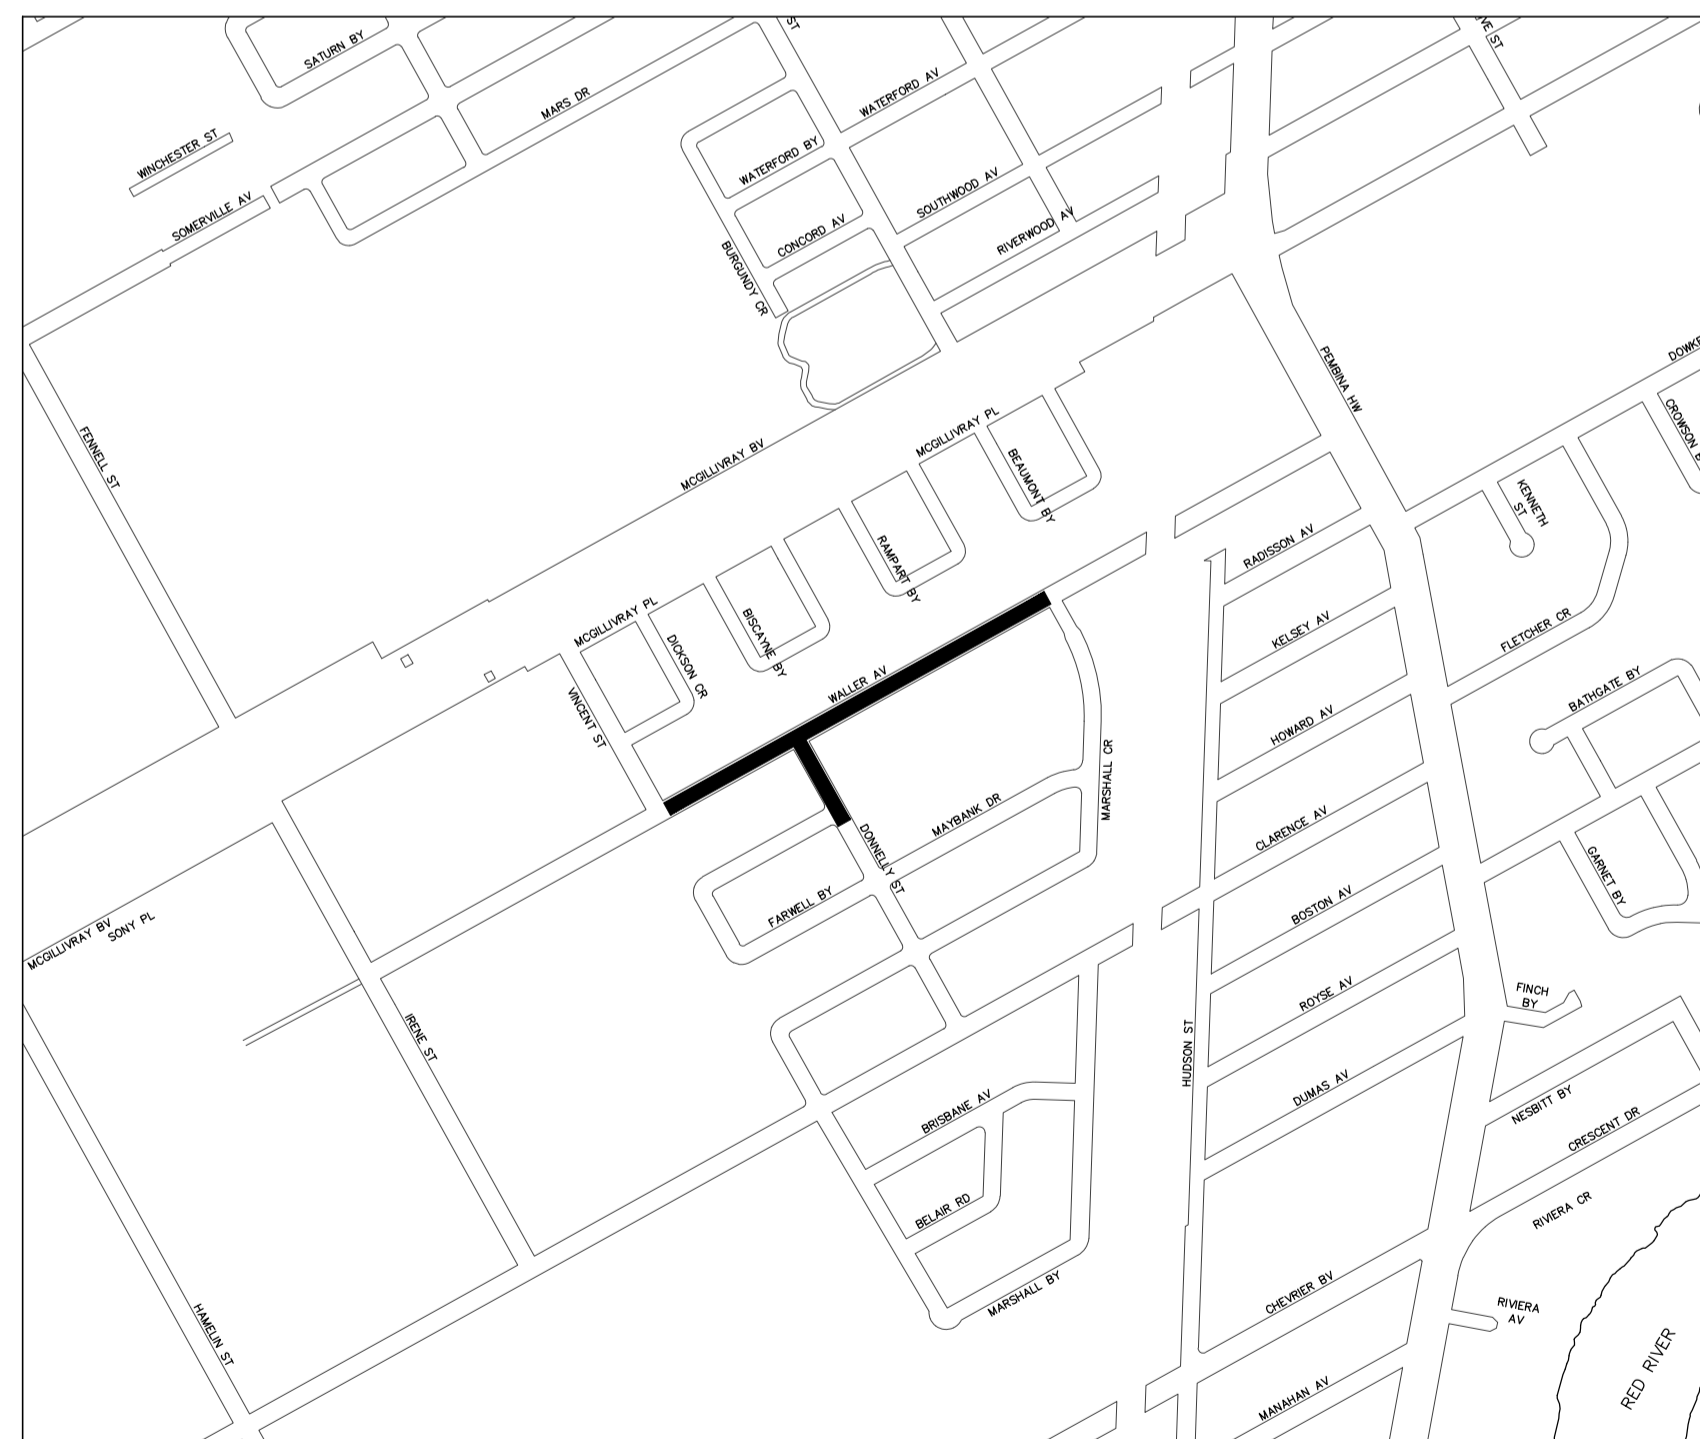 SATURN BY
ST
VE ST
WATERFORD AV
MARS DR
WINCHESTER ST
WATERFORD BY
SOMERVILLE AV
SOUTHWOOD AV
CONCORD AV
RIVERWOOD AV
BURGUNDY CR
PEMBINA HW
DOWKE
CROWSON B
FENNELL ST
MCGILLIVRAY BV
MCGILLIVRAY PL
BEAUMONT BY
KENNETH
ST
RAMPART BY
RADISSON AV
MCGILLIVRAY PL
BISCAYNE BY
DICKSON CR
KELSEY AV
FLETCHER CR
VINCENT ST
WALLER AV
HOWARD AV
BATHGATE BY
MARSHALL CR
MAYBANK DR
DONNELLY ST
CLARENCE AV
GARNET BY
FARWELL BY
BOSTON AV
MCGILLIVRAY BV
SONY PL
ROYSE AV
FINCH
BY
IRENE ST
HUDSON ST
DUMAS AV
BRISBANE AV
NESBITT BY
CRESCENT DR
BELAIR RD
RIVIERA CR
MARSHALL BY
CHEVRIER BV
RIVIERA
AV
HAMELIN ST
RED RIVER
MANAHAN AV